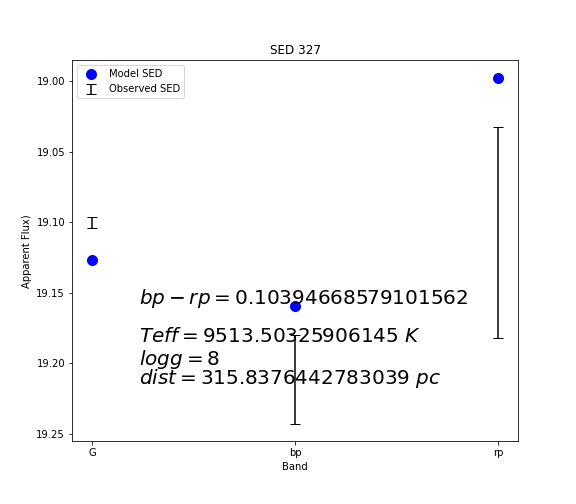 SED 327
Model SED
Observed SED
19.00
19.05
19.10
19.15
19.20
19.25
Apparent Flux)
bp − rp = 0.10394668579101562
Teff = 9513.50325906145 K
logg = 8
dist = 315.8376442783039 pc
G bp rp
Band